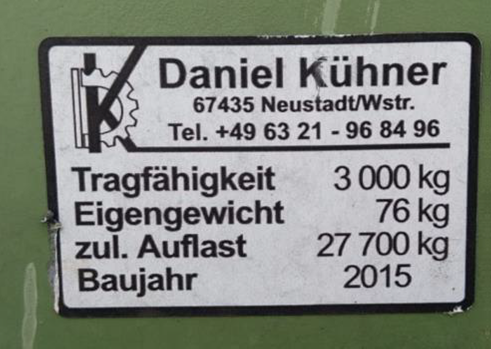 Daniel Kühner
67435 Neustadt/Wstr.
Tel. +49 63 21 - 96 84 96
Tragfähigkeit 3 000 kg
Eigengewicht 76 kg
zul. Auflast 27 700 kg
Baujahr 2015